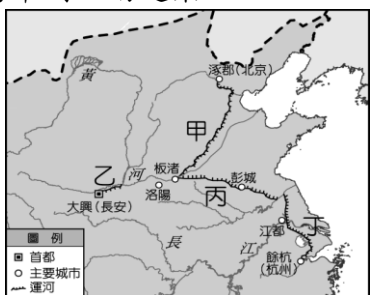 涿郡(北京)
黃
甲
乙
河
板渚
彭城
洛陽
丙
大興(長安)
江都
丁
長
江
餘杭
(杭州)
圖例
首都
主要城市
運河